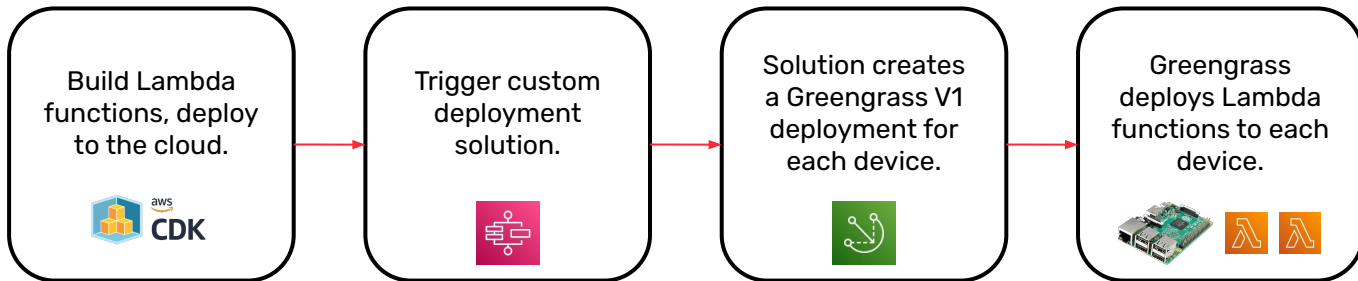 Build Lambda
functions, deploy
to the cloud.
aws
CDK
Trigger custom
deployment
solution.
Solution creates
a Greengrass V1
deployment for
each device.
Greengrass
deploys Lambda
functions to each
device.